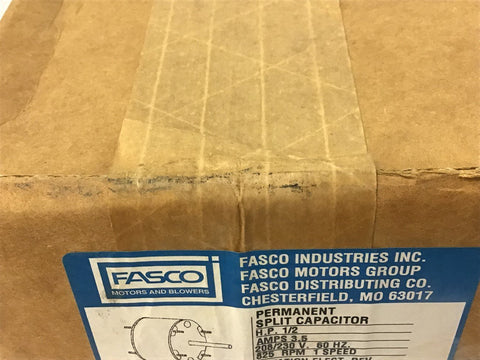 FASCO
MOTORS AND BLOWERS
FASCO INDUSTRIES INC.
FASCO MOTORS GROUP
FASCO DISTRIBUTING CO.
CHESTERFIELD, MO 63017
PERMANENT
SPLIT CAPACITOR
H.P. 1/2
AMPS 3.5
208/230 V. 60 HZ.
825 RPM 1 SPEED